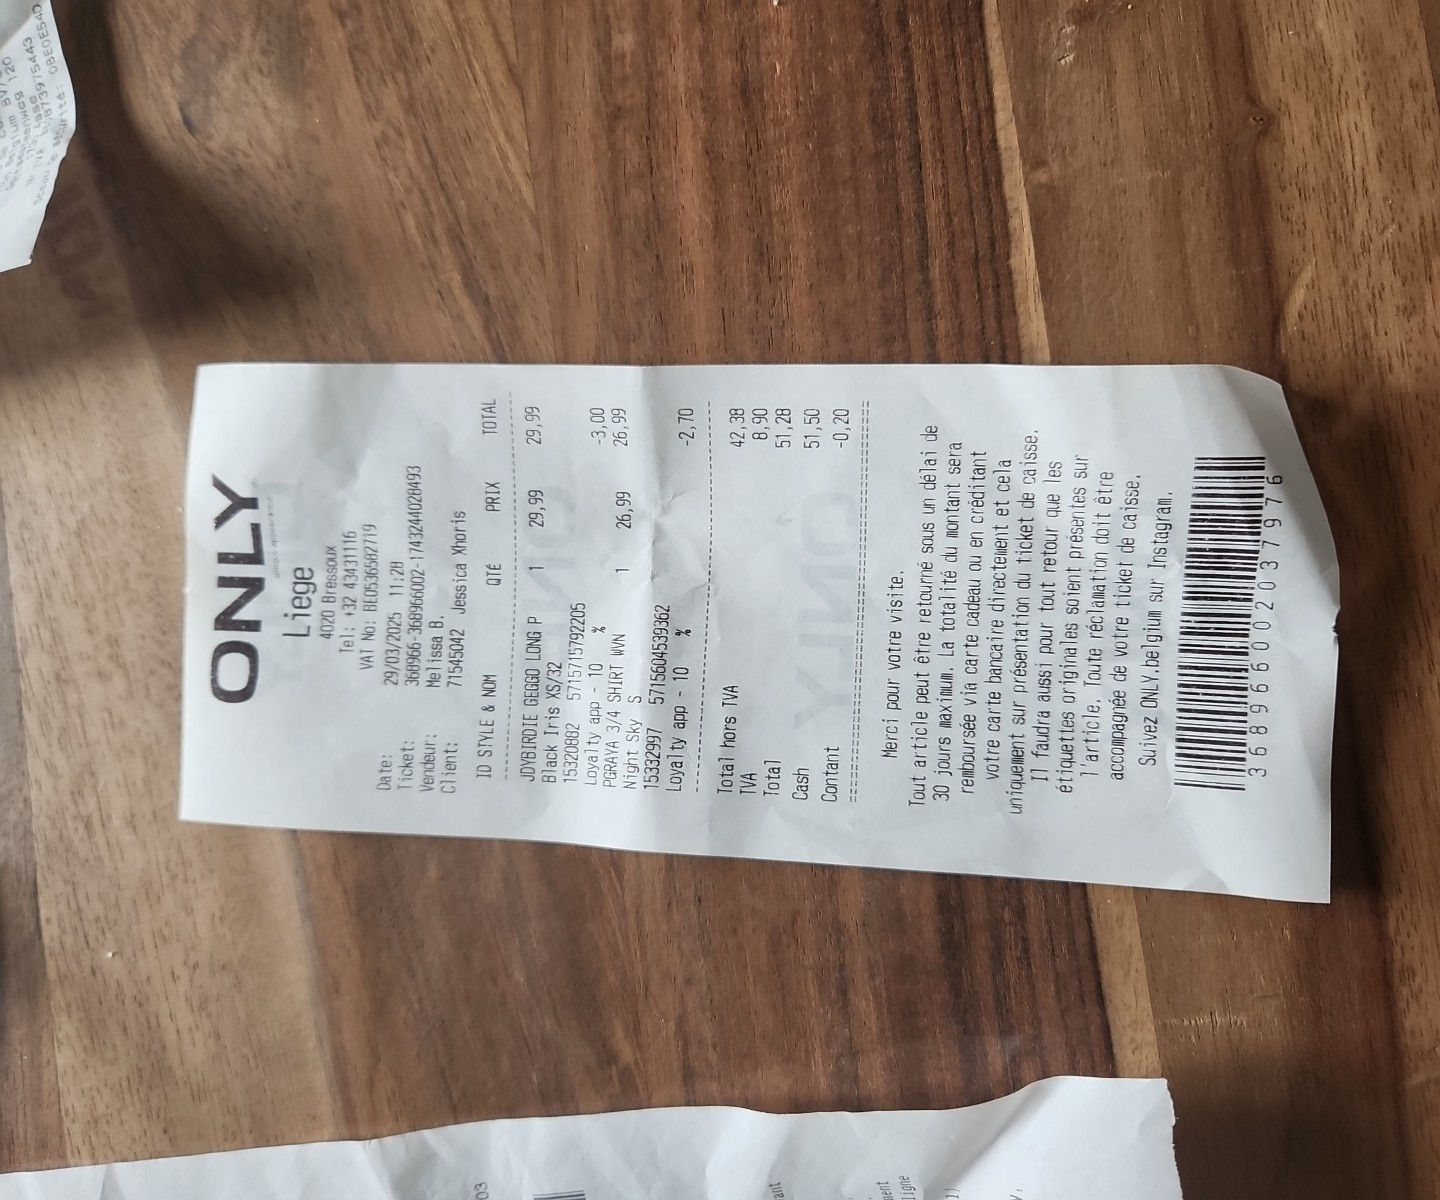 ONLY
Liege
4020 Bressoux
Tel: +32 43431116
VAT No: BE0536582719
Date: 29/03/2025 11:2H
Ticket: 368966-368966002-1743244028493
Vendeur: Melissa B.
Client: 71545042 Jessica Xhoris
ID STYLE & NOM QTÉ PRIX TOTAL
JDYBIRDIE GEGGO LONG P 1 29,99 29,99
Black Iris XS/32
15320882 5715715792205
Loyalty app - 10 % -3,00
PGRAYA 3/4 SHIRT WVN 1 26,99 26,99
Night Sky S
15332997 5715604539362
Loyalty app - 10 % -2,70
Total hors TVA 42,38
TVA 8,90
Total 51,28
Cash 51,50
Contant -0,20
Merci pour votre visite.
Tout article peut être retourné sous un délai de
30 jours maximum. La totalité du montant sera
remboursée via carte cadeau ou en créditant
votre carte bancaire directement et cela
uniquement sur présentation du ticket de caisse.
Il faudra aussi pour tout retour que les
étiquettes originales soient présentes sur
l'article. Toute réclamation doit être
accompagnée de votre ticket de caisse.
Suivez ONLY.belgium sur Instagram.
368966002037976